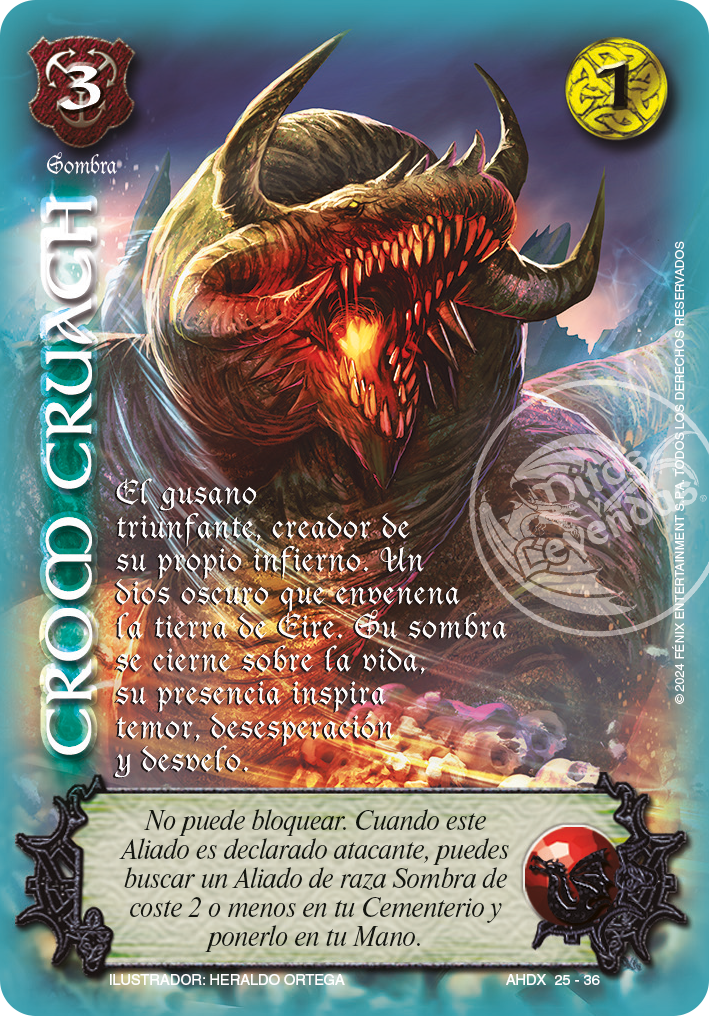 3
1
Sombra
CROM CRUACH
El gusano
triunfante, creador de
su propio infierno. Un
dios oscuro que envenena
la tierra de Eire. Su sombra
se cierne sobre la vida,
su presencia inspira
temor, desesperación
y desvelo.
Mitos
y
Leyendas
®
© 2024 FÉNIX ENTERTAINMENT S.P.A. TODOS LOS DERECHOS RESERVADOS
No puede bloquear. Cuando este
Aliado es declarado atacante, puedes
buscar un Aliado de raza Sombra de
coste 2 o menos en tu Cementerio y
ponerlo en tu Mano.
ILUSTRADOR: HERALDO ORTEGA
AHDX 25 - 36